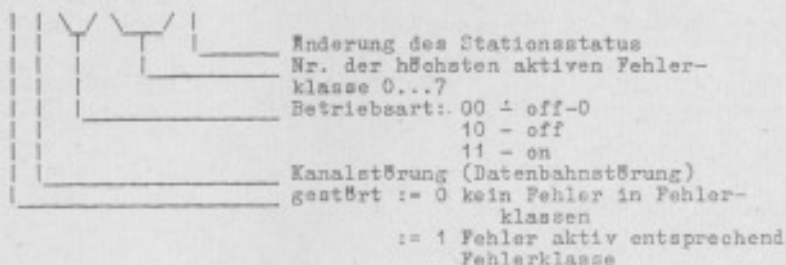 Änderung des Stationsstatus
Nr. der höchsten aktiven Fehler-
klasse 0...7
Betriebsart: 00 - off-0
10 - off
11 - on
Kanalstörung (Datenbahnstörung)
gestört := 0 kein Fehler in Fehler-
klassen
:= 1 Fehler aktiv entsprechend
Fehlerklasse